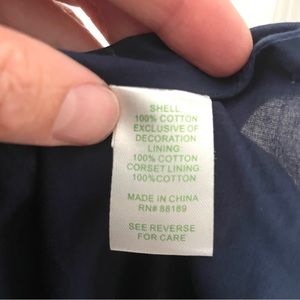 SHELL
100% COTTON
EXCLUSIVE OF
DECORATION
LINING:
100% COTTON
CORSET LINING:
100%COTTON
MADE IN CHINA
RN# 88189
SEE REVERSE
FOR CARE